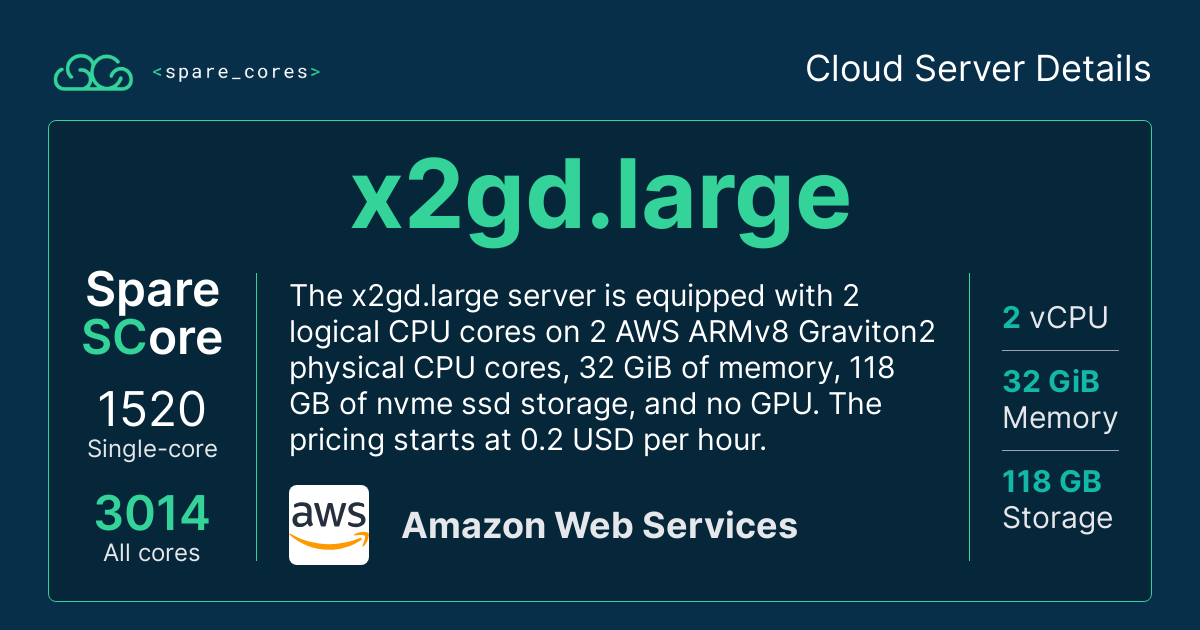 <spare_cores>
Cloud Server Details
x2gd.large
Spare
SCore
1520
Single-core
3014
All cores
The x2gd.large server is equipped with 2
logical CPU cores on 2 AWS ARMv8 Graviton2
physical CPU cores, 32 GiB of memory, 118
GB of nvme ssd storage, and no GPU. The
pricing starts at 0.2 USD per hour.
aws
Amazon Web Services
2 vCPU
32 GiB
Memory
118 GB
Storage